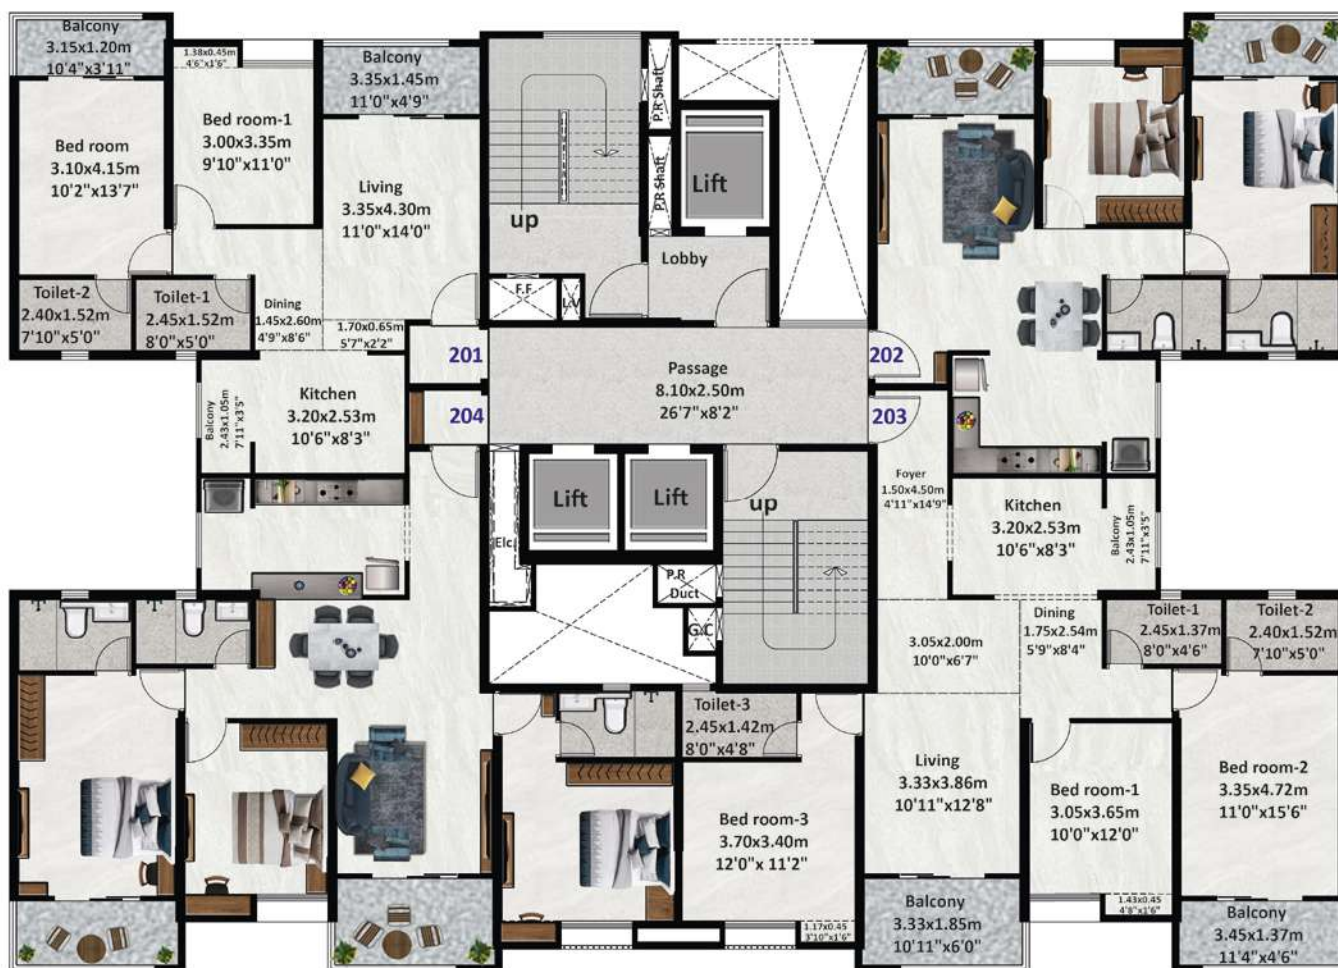 Balcony
3.15x1.20m
10'4"x3'11"
1.38x0.45m
4'6"x1'6"
Balcony
3.35x1.45m
11'0"x4'9"
Bed room
3.10x4.15m
10'2"x13'7"
Bed room-1
3.00x3.35m
9'10"x11'0"
Living
3.35x4.30m
11'0"x14'0"
up
P.R Shaft
P.R Shaft
Lift
Lobby
F.F
L.V
Toilet-2
2.40x1.52m
7'10"x5'0"
Toilet-1
2.45x1.52m
8'0"x5'0"
Dining
1.45x2.60m
4'9"x8'6"
1.70x0.65m
5'7"x2'2"
201
202
Passage
8.10x2.50m
26'7"x8'2"
204
203
Balcony
2.43x1.05m
7'11"x3'5"
Kitchen
3.20x2.53m
10'6"x8'3"
Elc.
Lift
Lift
up
P.R
Duct
G.C
Foyer
1.50x4.50m
4'11"x14'9"
Kitchen
3.20x2.53m
10'6"x8'3"
Balcony
2.43x1.05m
7'11"x3'5"
3.05x2.00m
10'0"x6'7"
Dining
1.75x2.54m
5'9"x8'4"
Toilet-1
2.45x1.37m
8'0"x4'6"
Toilet-2
2.40x1.52m
7'10"x5'0"
Toilet-3
2.45x1.42m
8'0"x4'8"
Living
3.33x3.86m
10'11"x12'8"
Bed room-1
3.05x3.65m
10'0"x12'0"
Bed room-2
3.35x4.72m
11'0"x15'6"
Bed room-3
3.70x3.40m
12'0"x 11'2"
1.17x0.45
3'10"x1'6"
Balcony
3.33x1.85m
10'11"x6'0"
1.43x0.45
4'8"x1'6"
Balcony
3.45x1.37m
11'4"x4'6"